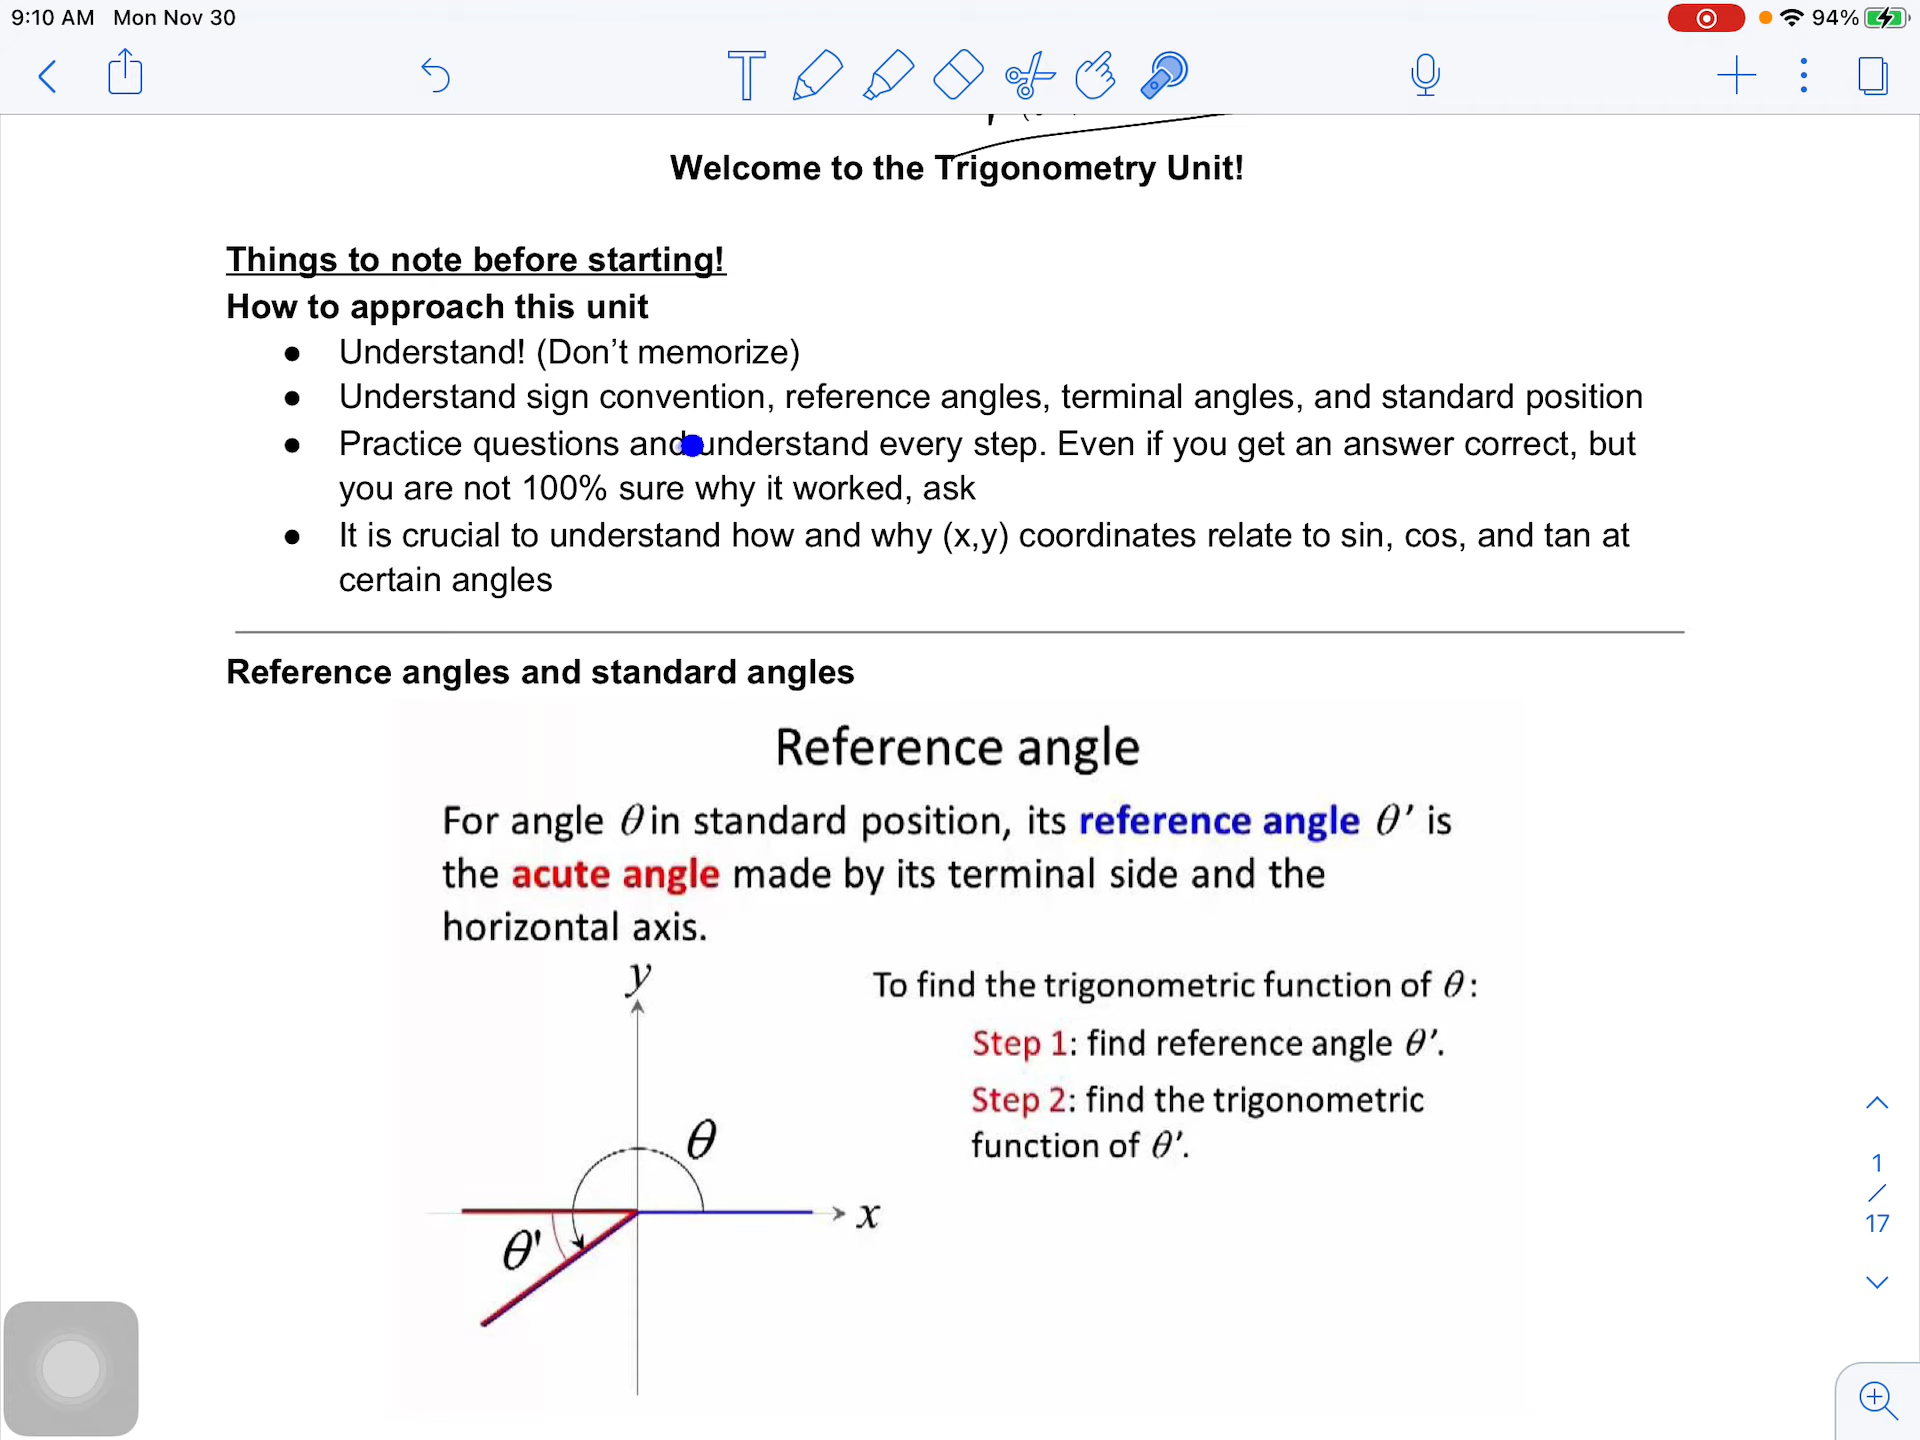 9:10 AM Mon Nov 30
94%
Welcome to the Trigonometry Unit!
Things to note before starting!
How to approach this unit
● Understand! (Don’t memorize)
● Understand sign convention, reference angles, terminal angles, and standard position
● Practice questions and understand every step. Even if you get an answer correct, but
you are not 100% sure why it worked, ask
● It is crucial to understand how and why (x,y) coordinates relate to sin, cos, and tan at
certain angles
Reference angles and standard angles
Reference angle
For angle θ in standard position, its reference angle θ’ is
the acute angle made by its terminal side and the
horizontal axis.
y
To find the trigonometric function of θ:
Step 1: find reference angle θ’.
Step 2: find the trigonometric
function of θ’.
θ
x
θ'
1
/
17